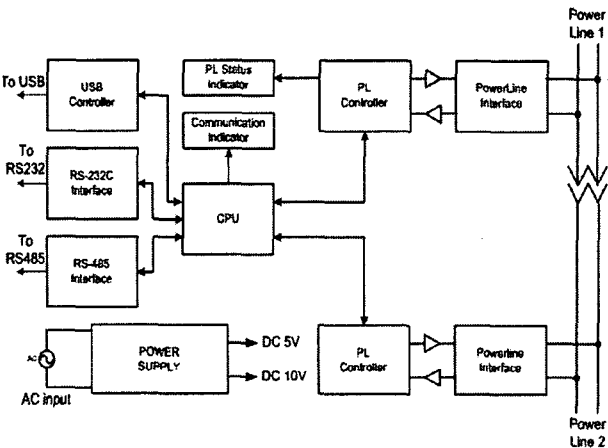 Power
Line 1
To USB
USB
Controller
PL Status
Indicator
PL
Controller
PowerLine
Interface
Communication
Indicator
To
RS232
RS-232C
Interface
CPU
To
RS485
RS-485
Interface
AC
AC input
POWER
SUPPLY
DC 5V
DC 10V
PL
Controller
Powerline
Interface
Power
Line 2